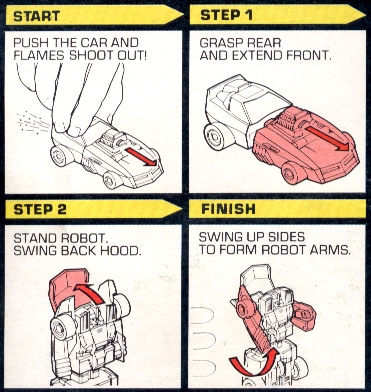 START
PUSH THE CAR AND
FLAMES SHOOT OUT!
STEP 1
GRASP REAR
AND EXTEND FRONT.
STEP 2
STAND ROBOT.
SWING BACK HOOD.
FINISH
SWING UP SIDES
TO FORM ROBOT ARMS.